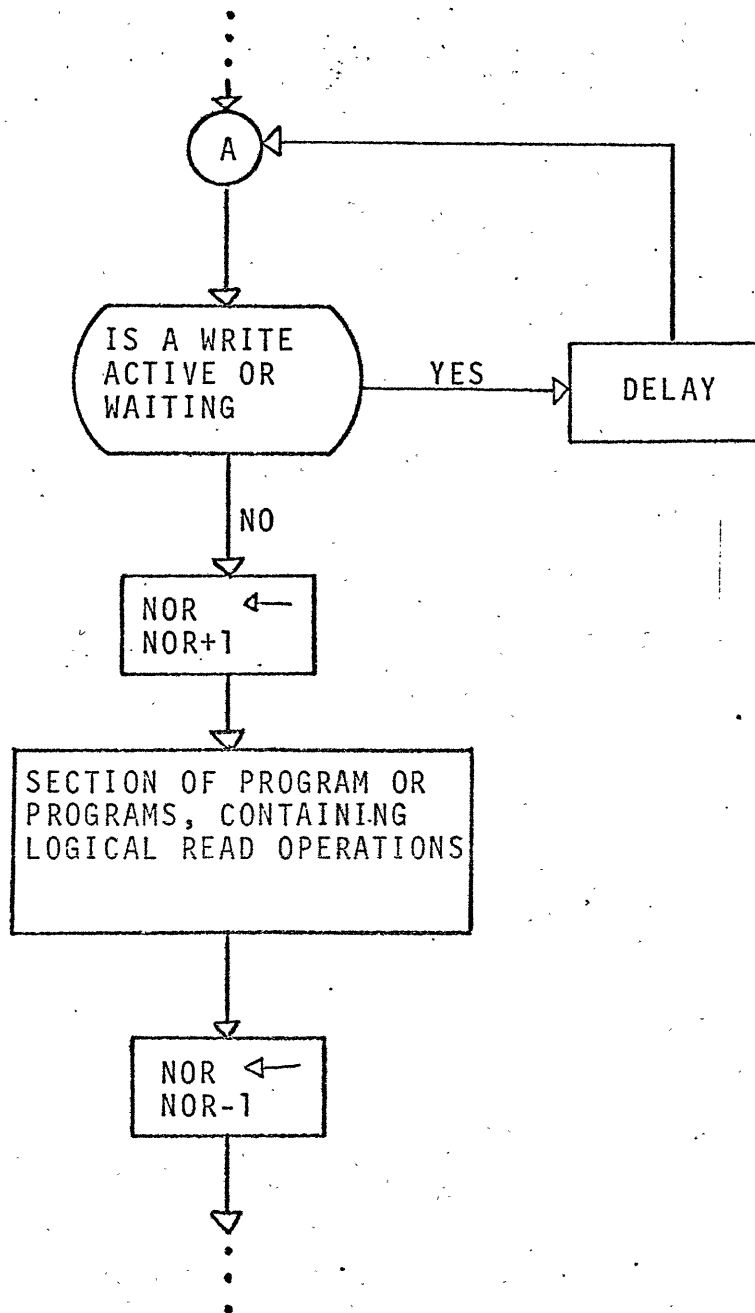 A
IS A WRITE
ACTIVE OR
WAITING
YES
DELAY
NO
NOR ←
NOR+1
SECTION OF PROGRAM OR
PROGRAMS, CONTAINING
LOGICAL READ OPERATIONS
NOR ←
NOR-1